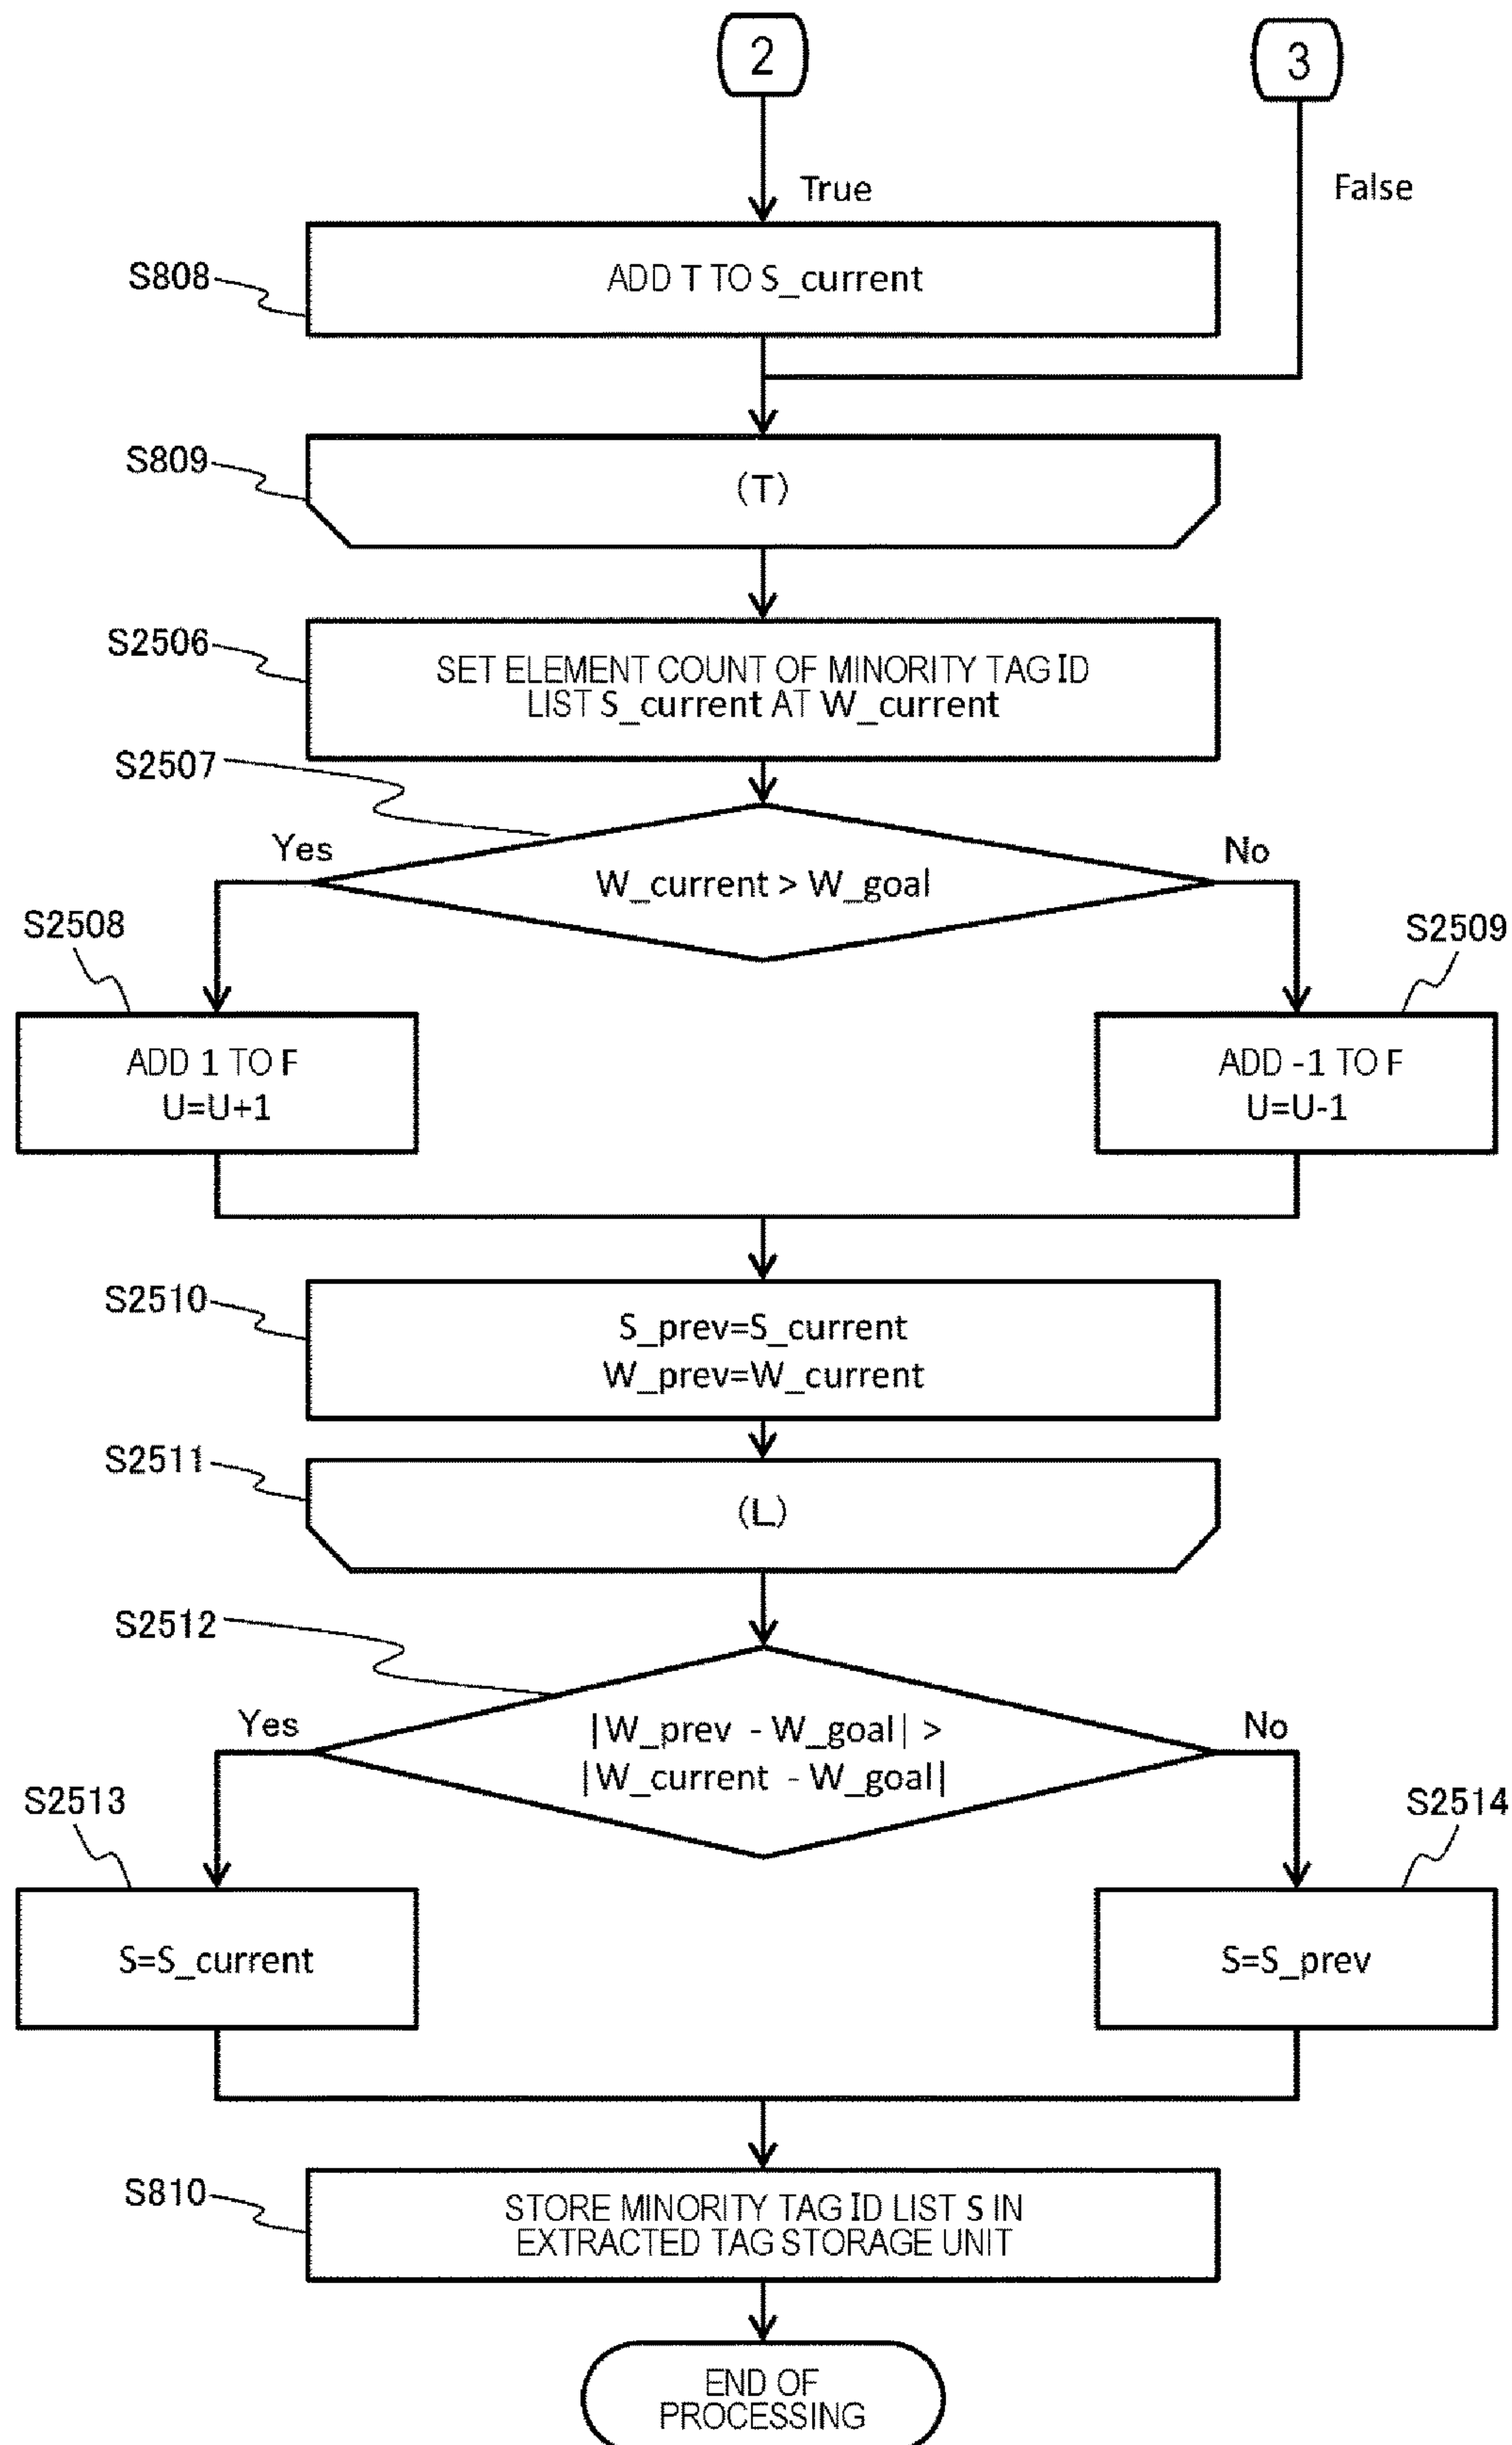 2
3
True
False
S808
ADD T TO S_current
S809
(T)
S2506
SET ELEMENT COUNT OF MINORITY TAG ID
LIST S_current AT W_current
S2507
Yes
W_current > W_goal
No
S2508
S2509
ADD 1 TO F
U=U+1
ADD -1 TO F
U=U-1
S2510
S_prev=S_current
W_prev=W_current
S2511
(L)
S2512
Yes
|W_prev - W_goal| >
|W_current - W_goal|
No
S2513
S2514
S=S_current
S=S_prev
S810
STORE MINORITY TAG ID LIST S IN
EXTRACTED TAG STORAGE UNIT
END OF
PROCESSING